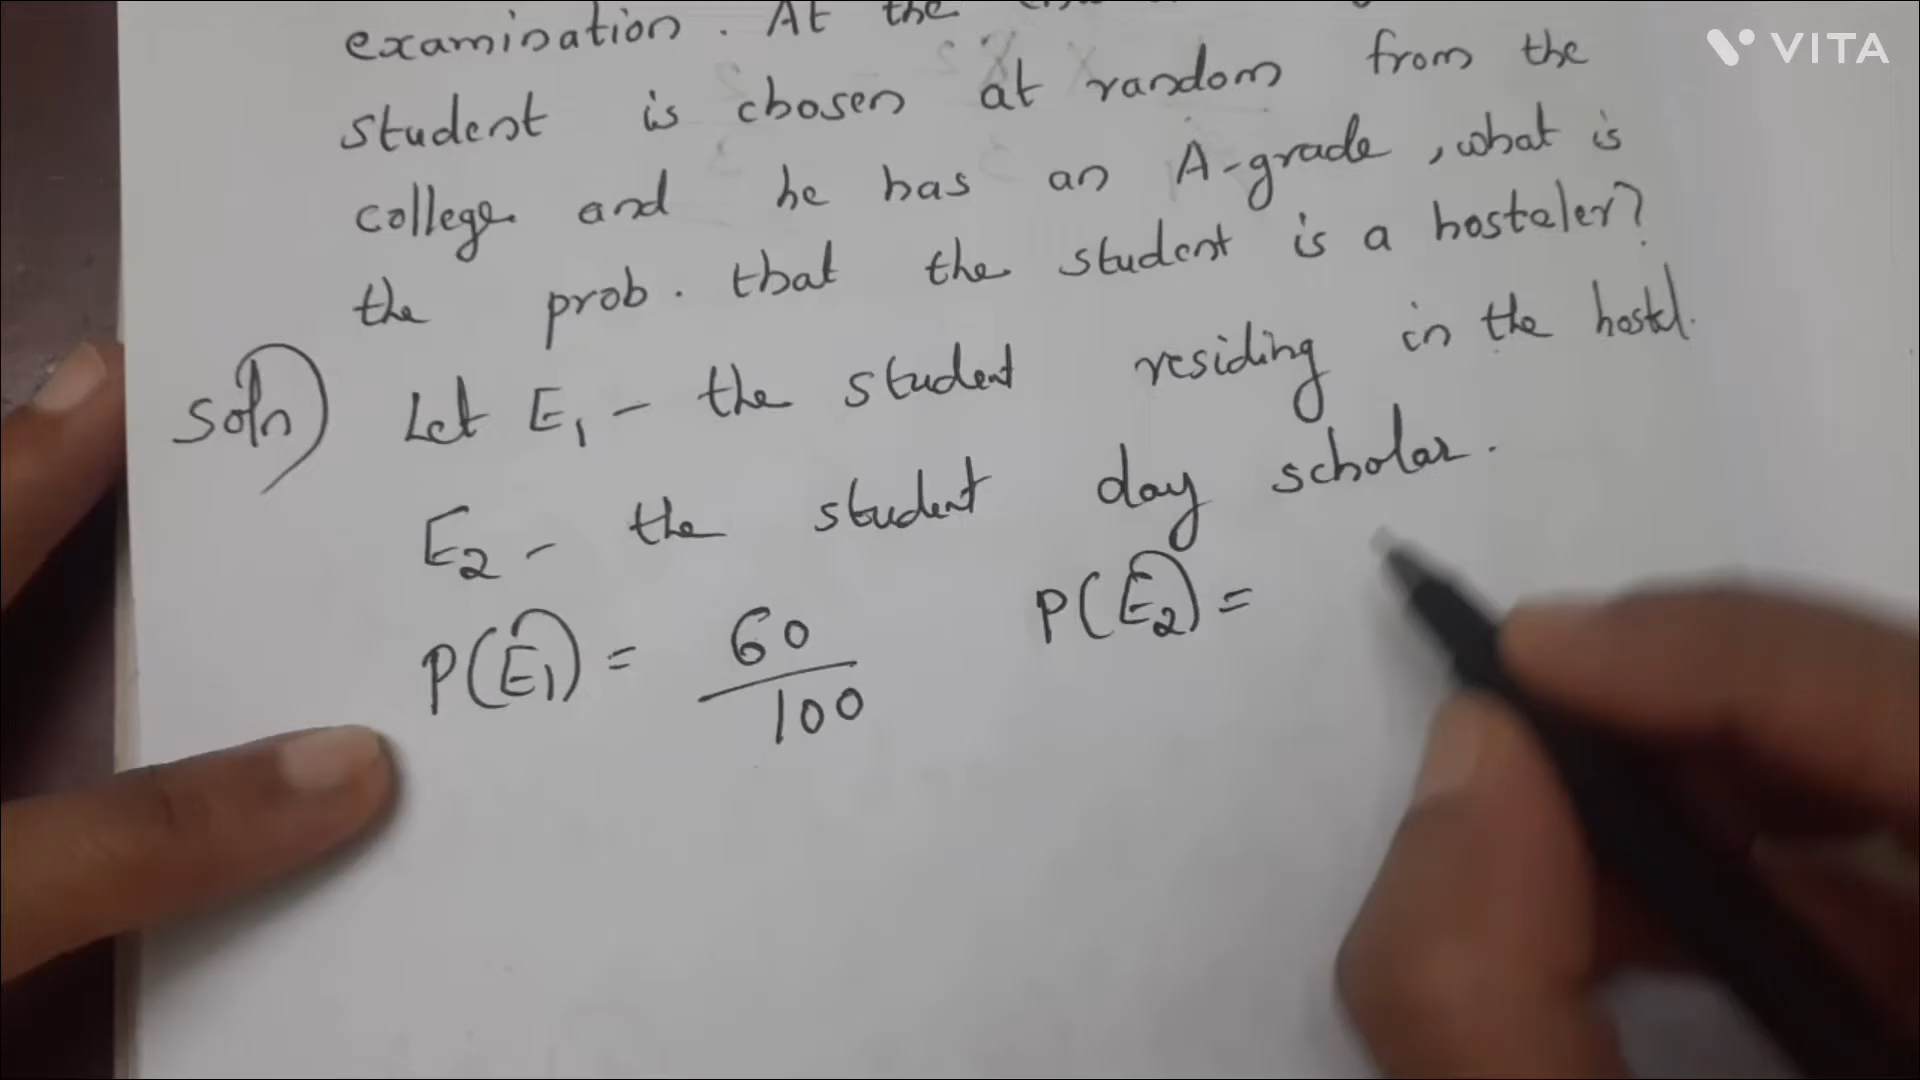 examination. At the
VITA
student is chosen at random from the
college and he has an A-grade, what is
the prob. that the student is a hosteler?
Soln) Let E1 - the student residing in the hostel.
E2 - the student day scholar.
P(E1) = 60/100 P(E2) =